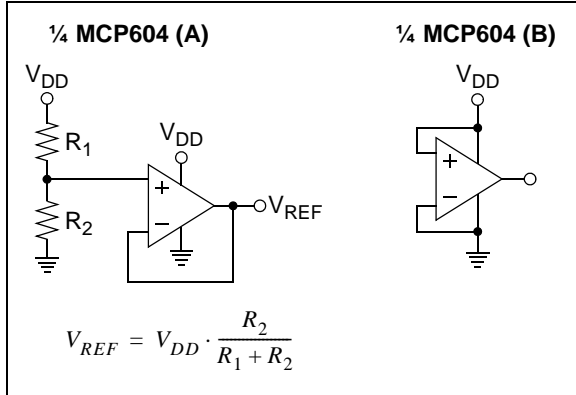 ¼ MCP604 (A)
¼ MCP604 (B)
V_DD
R_1
R_2
V_DD
+
−
V_REF
V_DD
+
−
V_REF = V_DD · R_2 / (R_1 + R_2)